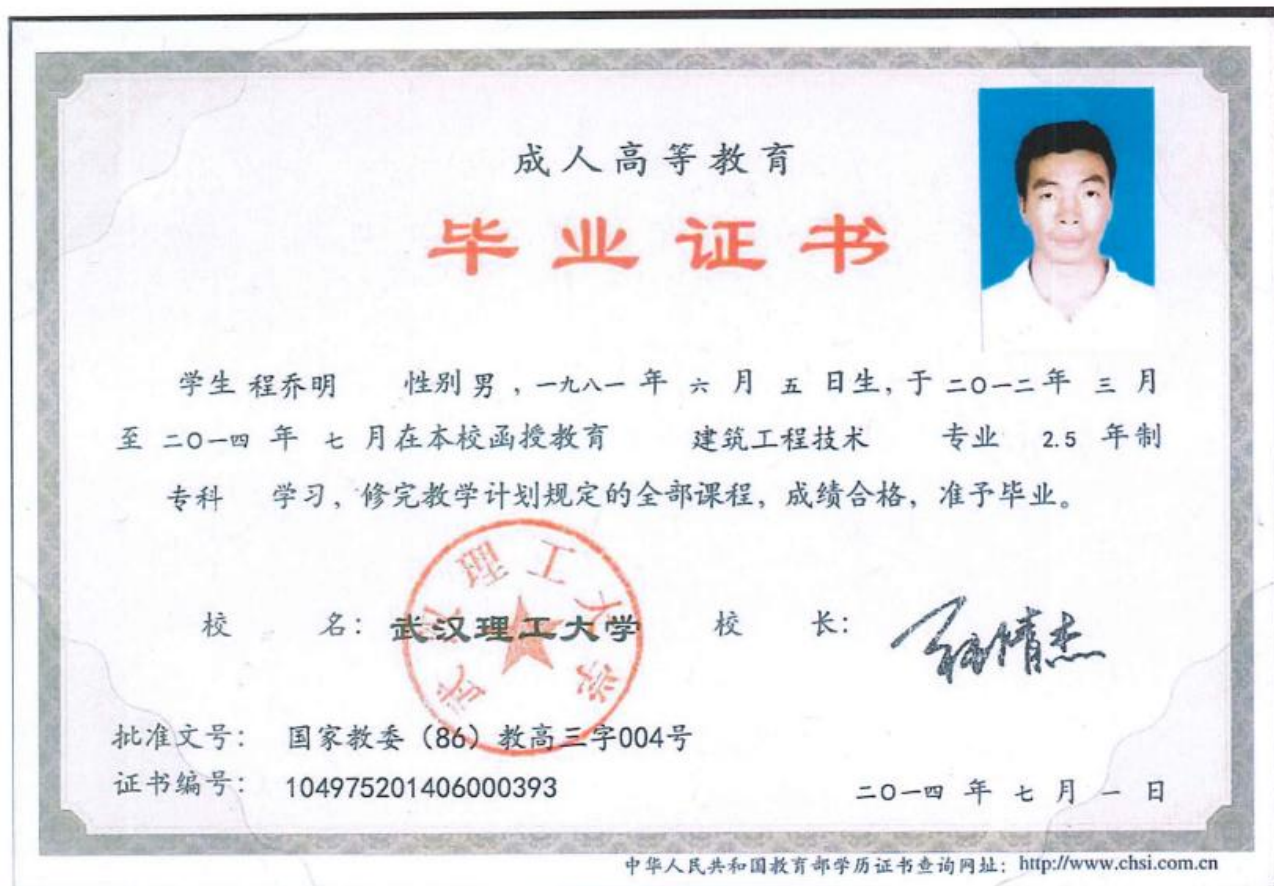 成人高等教育
毕业证书
学生 程乔明 性别 男 ，一九八一 年 六 月 五 日生，于 二〇一二 年 三 月
至 二〇一四 年 七 月在本校函授教育 建筑工程技术 专业 2.5 年制
专科 学习，修完教学计划规定的全部课程，成绩合格，准予毕业。
校 名：武汉理工大学 校 长：
武汉理工大学
批准文号： 国家教委（86）教高三字004号
证书编号： 104975201406000393 二〇一四 年 七 月 一 日
中华人民共和国教育部学历证书查询网址：http://www.chsi.com.cn